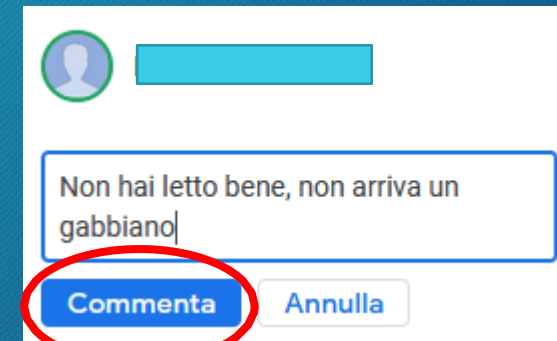 Non hai letto bene, non arriva un
gabbiano
Commenta Annulla